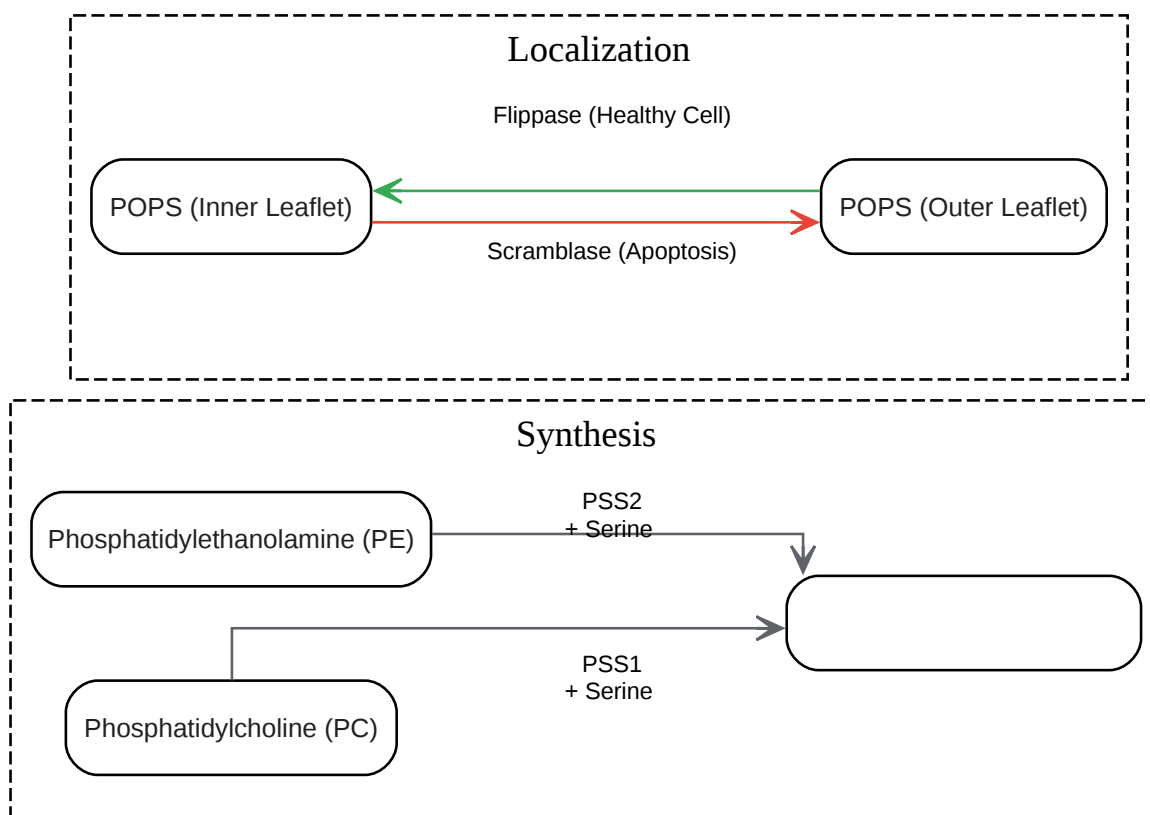 Localization
Flippase (Healthy Cell)
POPS (Inner Leaflet)
POPS (Outer Leaflet)
Scramblase (Apoptosis)
Synthesis
PSS2
+ Serine
Phosphatidylethanolamine (PE)
PSS1
+ Serine
Phosphatidylcholine (PC)